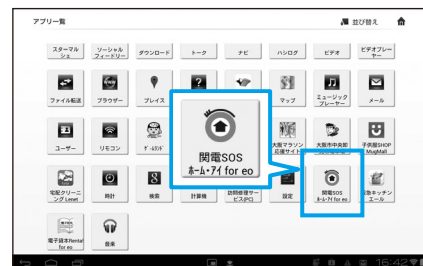 アプリ一覧
並び替え
スターマルシェ
ソーシャルフィードリー
ダウンロード
トーク
ナビ
ハシログ
ビデオ
ビデオプレーヤー
ファイル転送
ブラウザー
プレイス
マップ
ミュージックプレーヤー
メール
ユーザー
リモコン
関電SOS
ホーム・アイ for eo
大阪マラソン応援サイト
大阪市中央卸
子供服SHOP MugMall
宅配クリーニング Lenet
時計
検索
計算機
訪問修理サービス(PC)
設定
関電SOS
ホーム・アイ for eo
阪急キッチンエール
電子貸本Renta! for eo
音楽
16:42